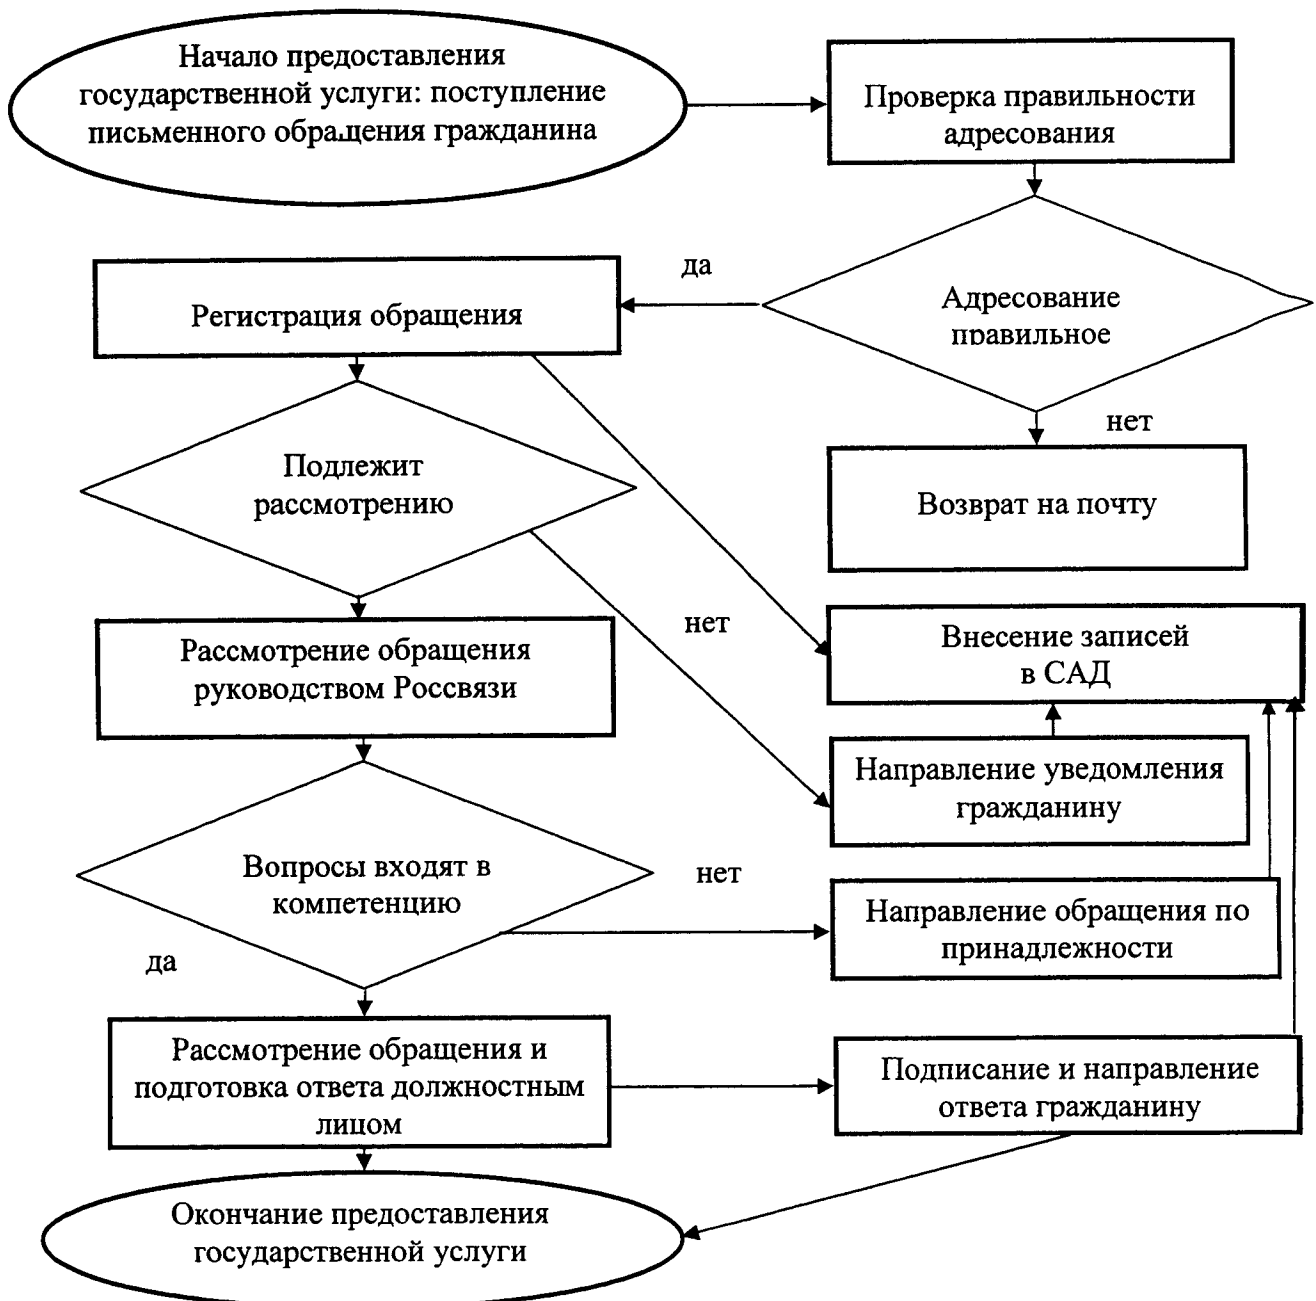 Начало предоставления
государственной услуги: поступление
письменного обращения гражданина
Проверка правильности
адресования
да
Адресование
правильное
Регистрация обращения
нет
Подлежит
рассмотрению
Возврат на почту
нет
Внесение записей
в САД
Рассмотрение обращения
руководством Россвязи
Направление уведомления
гражданину
Вопросы входят в
компетенцию
нет
Направление обращения по
принадлежности
да
Рассмотрение обращения и
подготовка ответа должностным
лицом
Подписание и направление
ответа гражданину
Окончание предоставления
государственной услуги